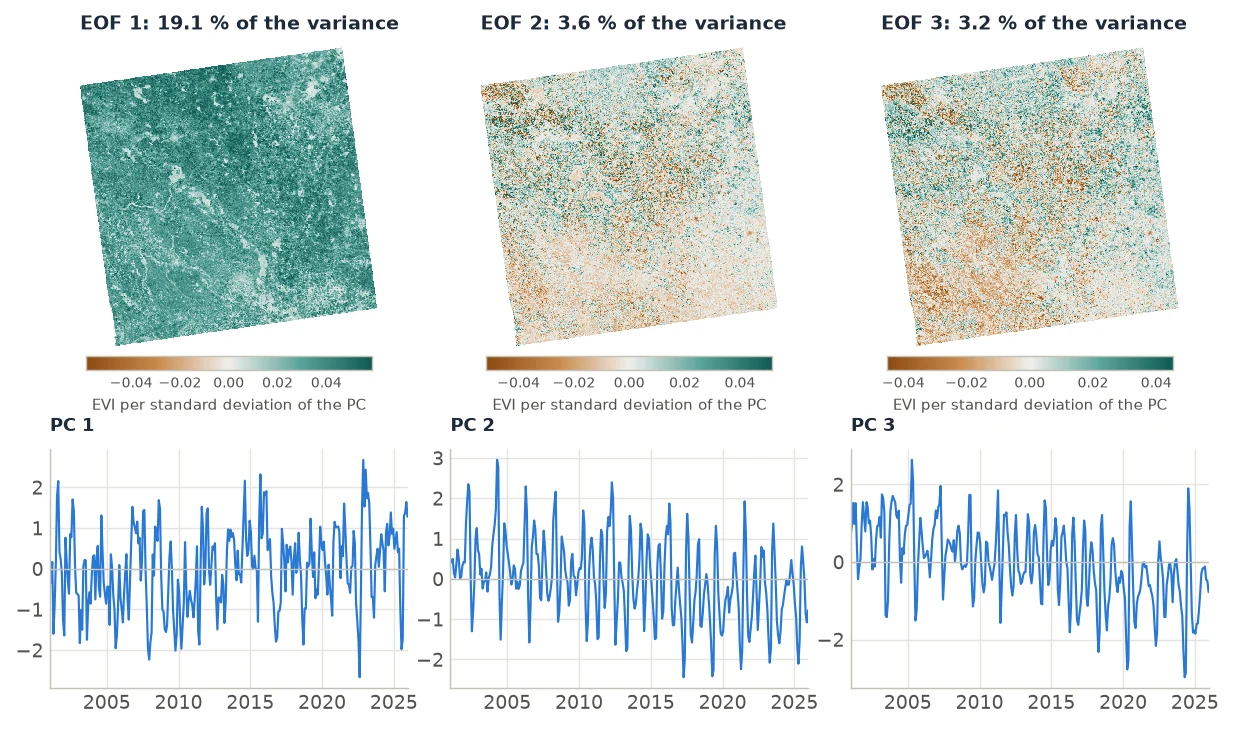 EOF 1: 19.1 % of the variance
EOF 2: 3.6 % of the variance
EOF 3: 3.2 % of the variance
−0.04 −0.02 0.00 0.02 0.04
−0.04 −0.02 0.00 0.02 0.04
−0.04 −0.02 0.00 0.02 0.04
EVI per standard deviation of the PC
EVI per standard deviation of the PC
EVI per standard deviation of the PC
PC 1
2
1
0
−1
−2
2005 2010 2015 2020 2025
PC 2
3
2
1
0
−1
−2
2005 2010 2015 2020 2025
PC 3
2
0
−2
2005 2010 2015 2020 2025